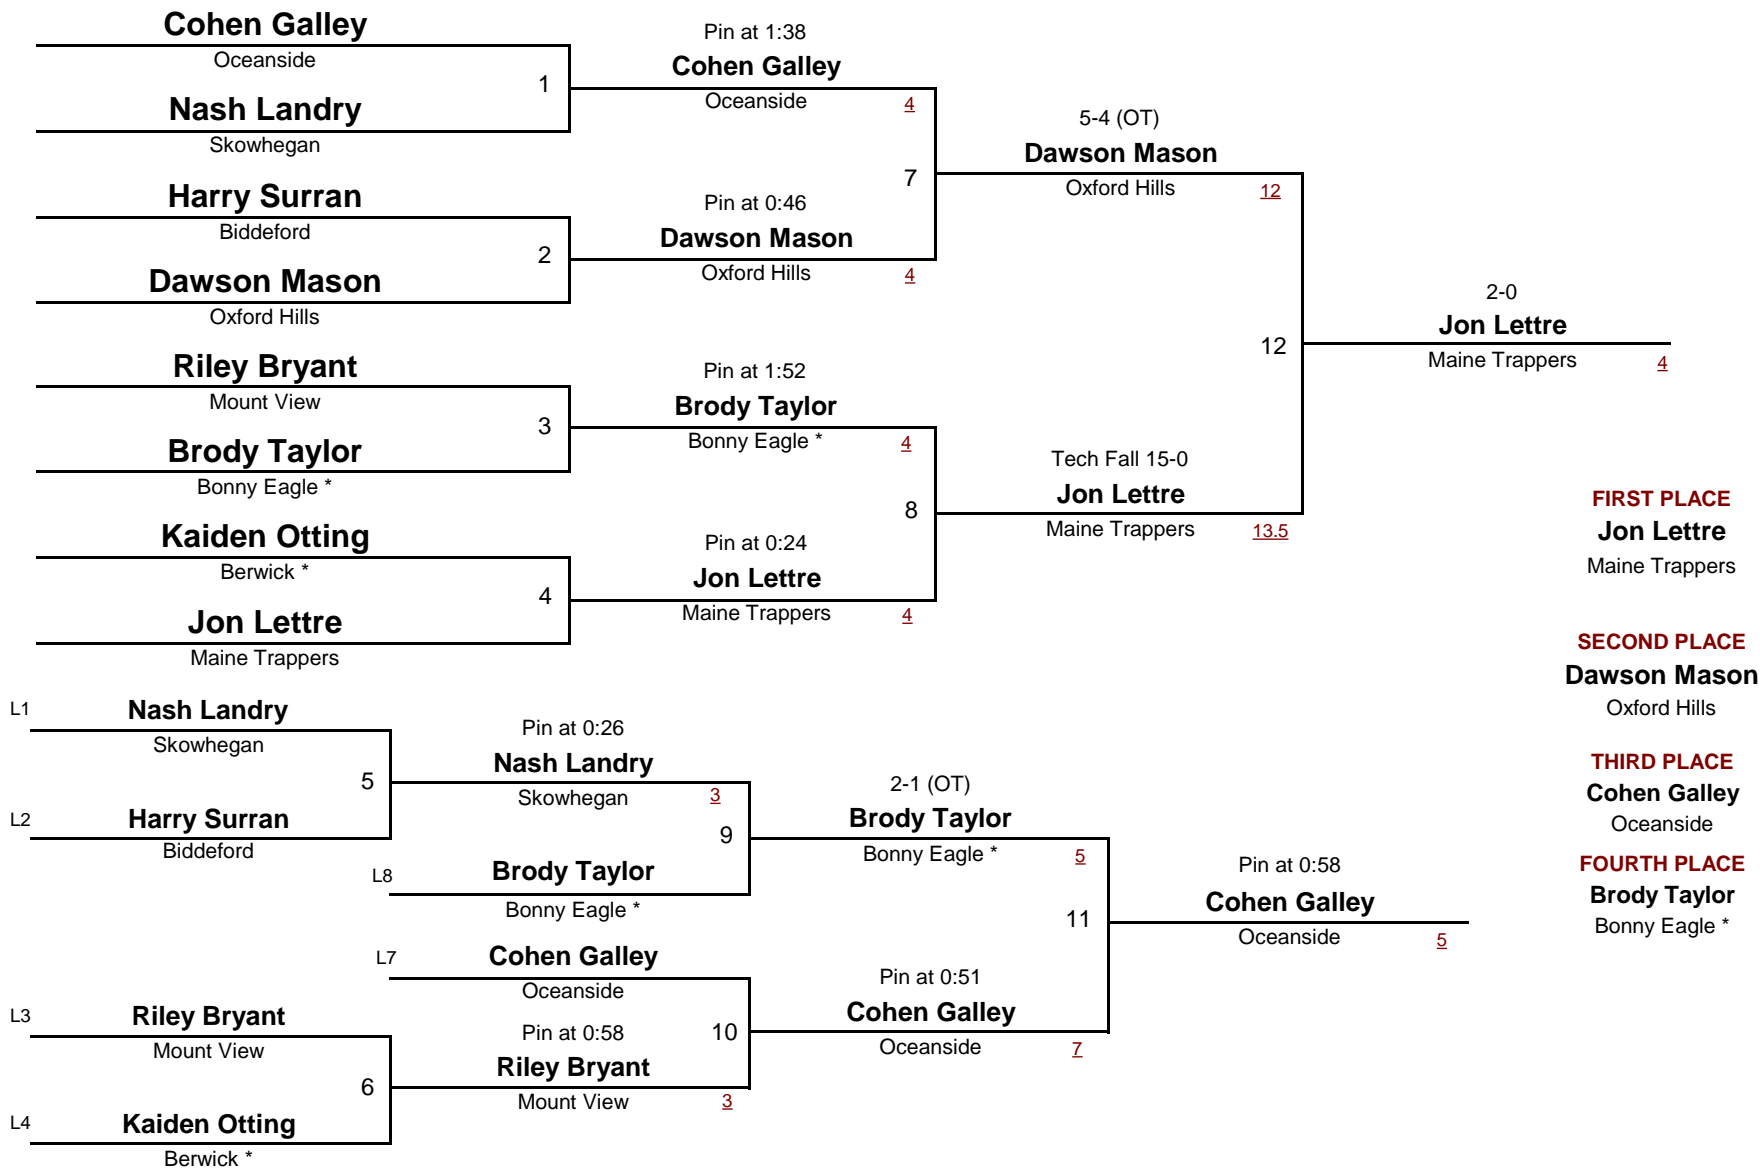 Cohen Galley
Oceanside
1
Nash Landry
Skowhegan
Harry Surran
Biddeford
2
Dawson Mason
Oxford Hills
Riley Bryant
Mount View
3
Brody Taylor
Bonny Eagle *
Kaiden Otting
Berwick *
4
Jon Lettre
Maine Trappers
Pin at 1:38
Cohen Galley
Oceanside
4
7
Pin at 0:46
Dawson Mason
Oxford Hills
4
Pin at 1:52
Brody Taylor
Bonny Eagle *
4
8
Pin at 0:24
Jon Lettre
Maine Trappers
4
5-4 (OT)
Dawson Mason
Oxford Hills
12
12
Tech Fall 15-0
Jon Lettre
Maine Trappers
13.5
2-0
Jon Lettre
Maine Trappers
4
FIRST PLACE
Jon Lettre
Maine Trappers
SECOND PLACE
Dawson Mason
Oxford Hills
THIRD PLACE
Cohen Galley
Oceanside
FOURTH PLACE
Brody Taylor
Bonny Eagle *
L1
Nash Landry
Skowhegan
5
L2
Harry Surran
Biddeford
L3
Riley Bryant
Mount View
6
L4
Kaiden Otting
Berwick *
Pin at 0:26
Nash Landry
Skowhegan
3
9
L8
Brody Taylor
Bonny Eagle *
L7
Cohen Galley
Oceanside
10
Pin at 0:58
Riley Bryant
Mount View
3
2-1 (OT)
Brody Taylor
Bonny Eagle *
5
11
Pin at 0:51
Cohen Galley
Oceanside
7
Pin at 0:58
Cohen Galley
Oceanside
5